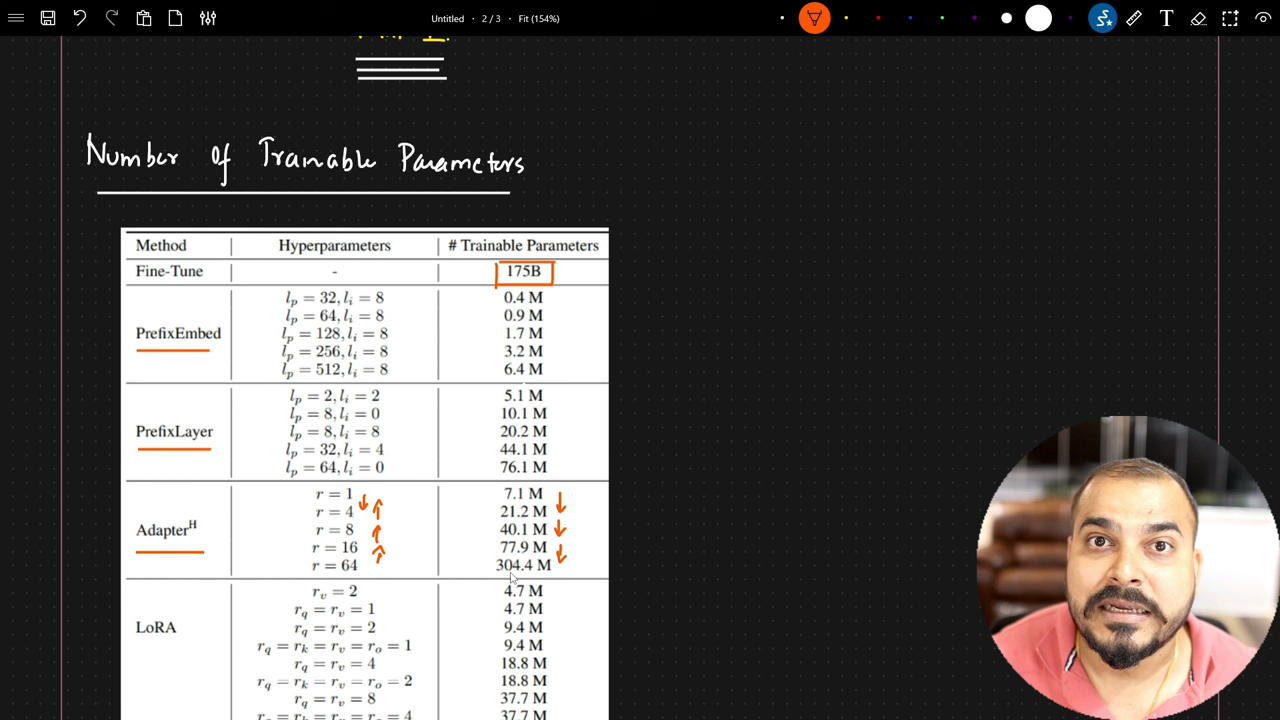 Untitled • 2 / 3 • Fit (154%)
Number of Tranable Parameters
Method Hyperparameters # Trainable Parameters
Fine-Tune - 175B
l_p = 32, l_i = 8 0.4 M
l_p = 64, l_i = 8 0.9 M
PrefixEmbed l_p = 128, l_i = 8 1.7 M
l_p = 256, l_i = 8 3.2 M
l_p = 512, l_i = 8 6.4 M
l_p = 2, l_i = 2 5.1 M
l_p = 8, l_i = 0 10.1 M
PrefixLayer l_p = 8, l_i = 8 20.2 M
l_p = 32, l_i = 4 44.1 M
l_p = 64, l_i = 0 76.1 M
r = 1 7.1 M
r = 4 21.2 M
Adapter^H r = 8 40.1 M
r = 16 77.9 M
r = 64 304.4 M
r_v = 2 4.7 M
r_q = r_v = 1 4.7 M
LoRA r_q = r_v = 2 9.4 M
r_q = r_k = r_v = r_o = 1 9.4 M
r_q = r_v = 4 18.8 M
r_q = r_k = r_v = r_o = 2 18.8 M
r_q = r_v = 8 37.7 M
r_q = r_k = r_v = r_o = 4 37.7 M